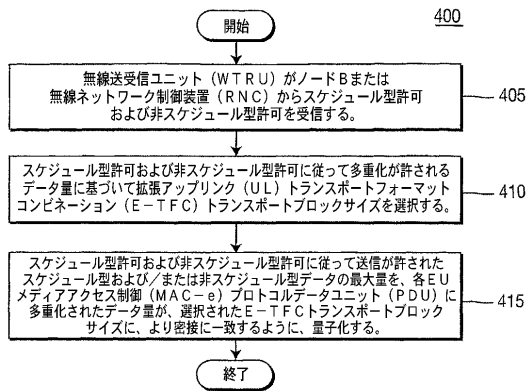 400
開始
無線送受信ユニット(WTRU)がノードBまたは
無線ネットワーク制御装置(RNC)からスケジュール型許可
および非スケジュール型許可を受信する。
405
スケジュール型許可および非スケジュール型許可に従って多重化が許される
データ量に基づいて拡張アップリンク(UL)トランスポートフォーマット
コンビネーション(E-TFC)トランスポートブロックサイズを選択する。
410
スケジュール型許可および非スケジュール型許可に従って送信が許された
スケジュール型および/または非スケジュール型データの最大量を、各EU
メディアアクセス制御(MAC-e)プロトコルデータユニット(PDU)に
多重化されたデータ量が、選択されたE-TFCトランスポートブロック
サイズに、より密接に一致するように、量子化する。
415
終了